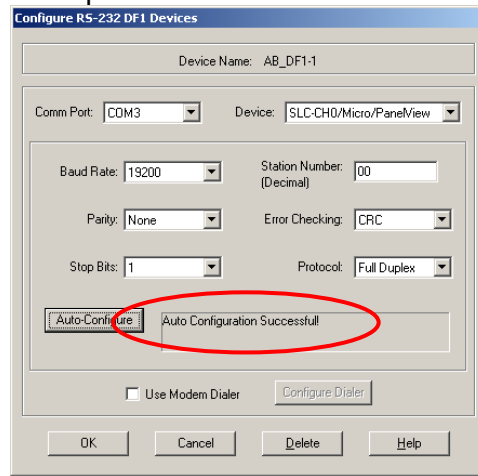 Configure RS-232 DF1 Devices
Device Name: AB_DF1-1
Comm Port: COM3 Device: SLC-CH0/Micro/PanelView
Baud Rate: 19200 Station Number: 00
(Decimal)
Parity: None Error Checking: CRC
Stop Bits: 1 Protocol: Full Duplex
Auto-Configure Auto Configuration Successful!
Use Modem Dialer Configure Dialer
OK Cancel Delete Help